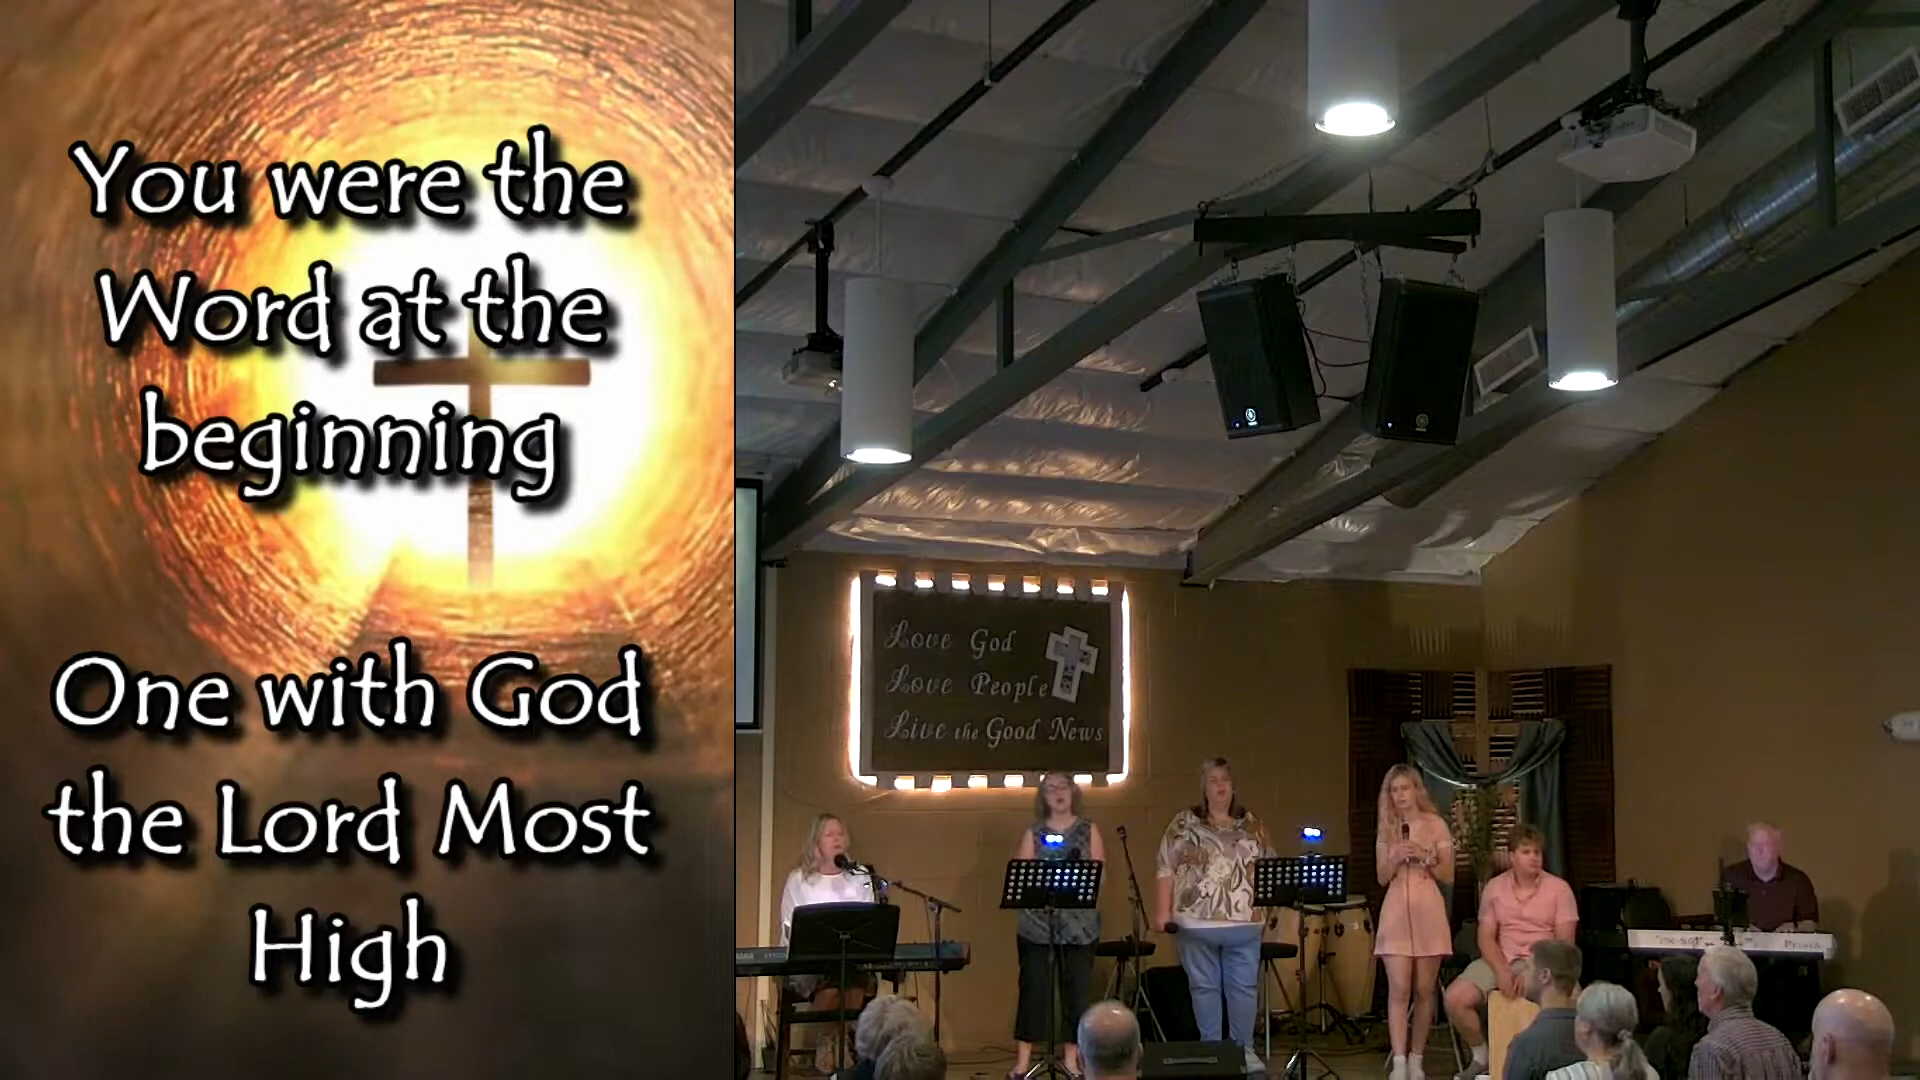 You were the
Word at the
beginning
One with God
the Lord Most
High
Love God
Love People
Live the Good News